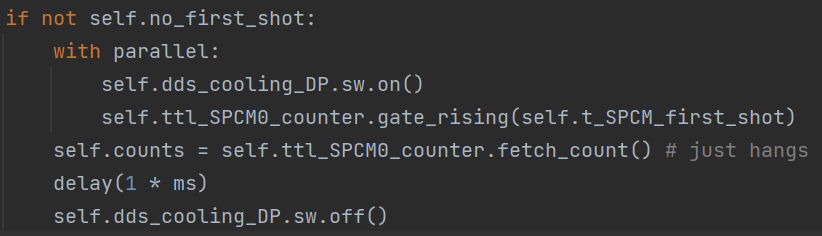 if not self.no_first_shot:
    with parallel:
        self.dds_cooling_DP.sw.on()
        self.ttl_SPCM0_counter.gate_rising(self.t_SPCM_first_shot)
    self.counts = self.ttl_SPCM0_counter.fetch_count() # just hangs
    delay(1 * ms)
    self.dds_cooling_DP.sw.off()